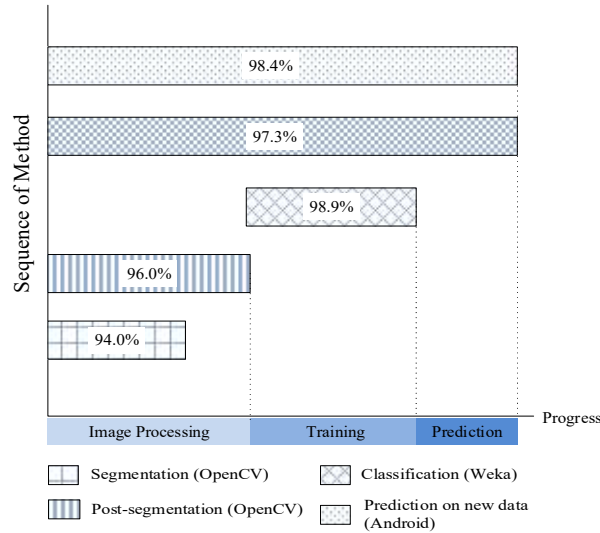 98.4%
97.3%
98.9%
96.0%
94.0%
Sequence of Method
Progress
Image Processing
Training
Prediction
Segmentation (OpenCV)
Classification (Weka)
Post-segmentation (OpenCV)
Prediction on new data
(Android)